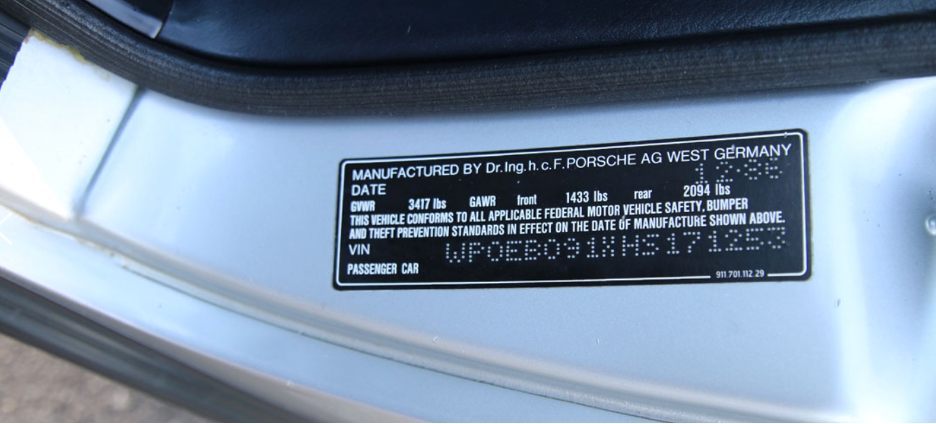 MANUFACTURED BY Dr.Ing.h.c.F.PORSCHE AG WEST GERMANY
DATE 12-86
GVWR 3417 lbs GAWR front 1433 lbs rear 2094 lbs
THIS VEHICLE CONFORMS TO ALL APPLICABLE FEDERAL MOTOR VEHICLE SAFETY, BUMPER
AND THEFT PREVENTION STANDARDS IN EFFECT ON THE DATE OF MANUFACTURE SHOWN ABOVE.
VIN WP0EB091XHS171253
PASSENGER CAR 911.701.112.29